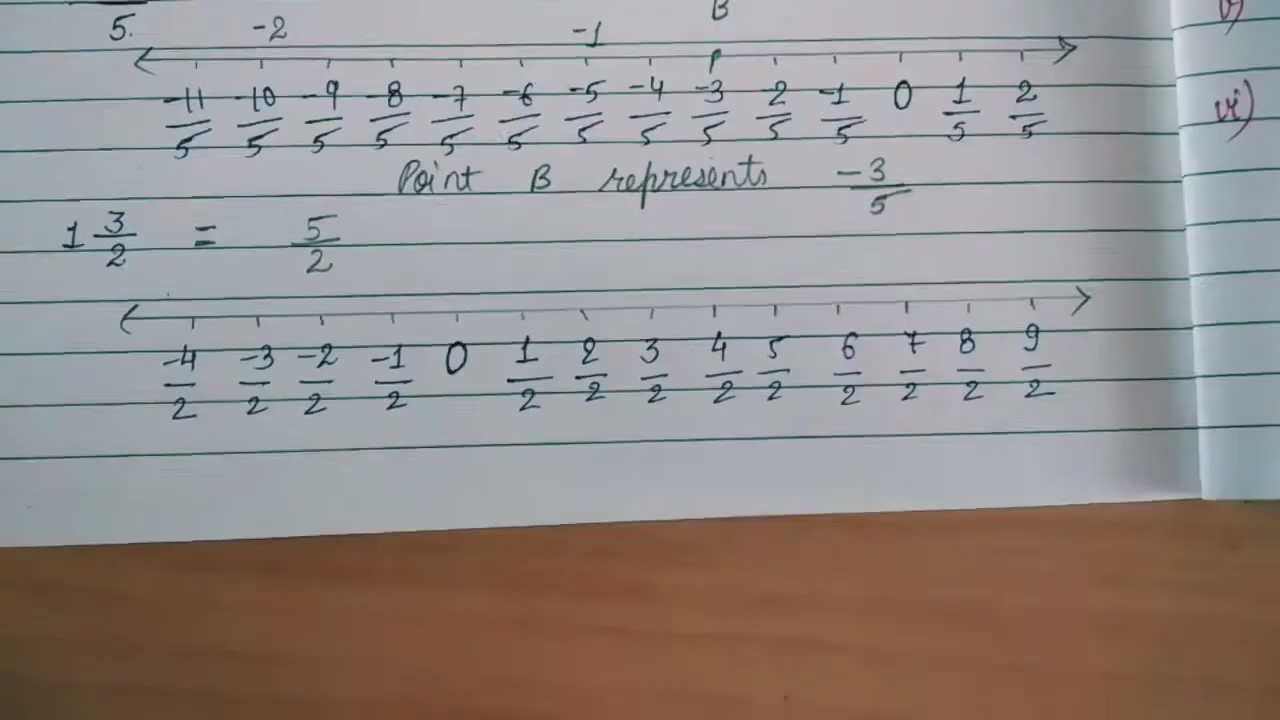 B
5. -2 -1
-11/5 -10/5 -9/5 -8/5 -7/5 -6/5 -5/5 -4/5 -3/5 -2/5 -1/5 0 1/5 2/5
Point B represents -3/5
1 3/2 = 5/2
-4/2 -3/2 -2/2 -1/2 0 1/2 2/2 3/2 4/2 5/2 6/2 7/2 8/2 9/2
vi)